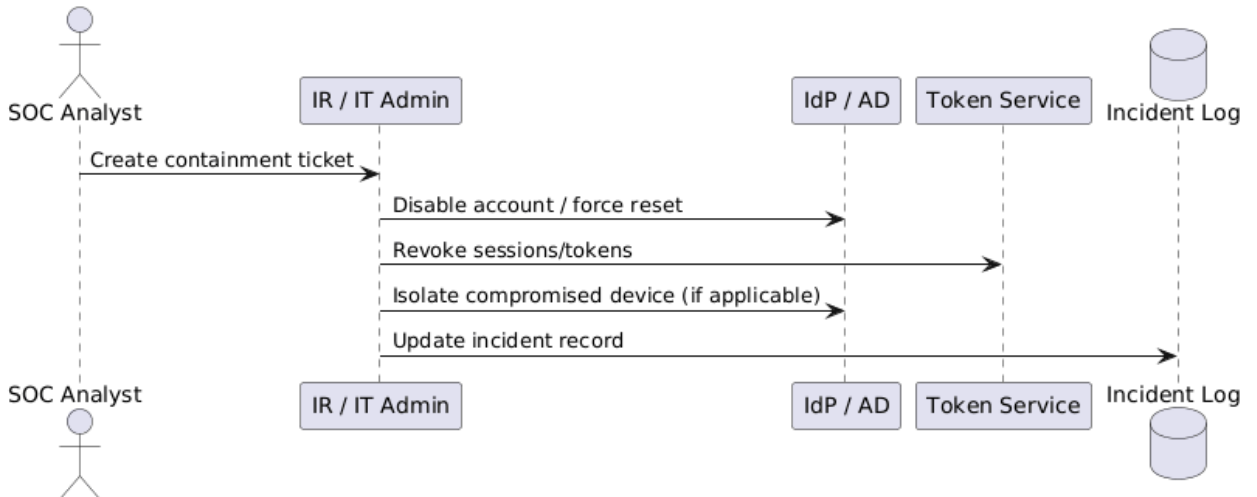 SOC Analyst
IR / IT Admin
IdP / AD
Token Service
Incident Log
Create containment ticket
Disable account / force reset
Revoke sessions/tokens
Isolate compromised device (if applicable)
Update incident record
SOC Analyst
IR / IT Admin
IdP / AD
Token Service
Incident Log